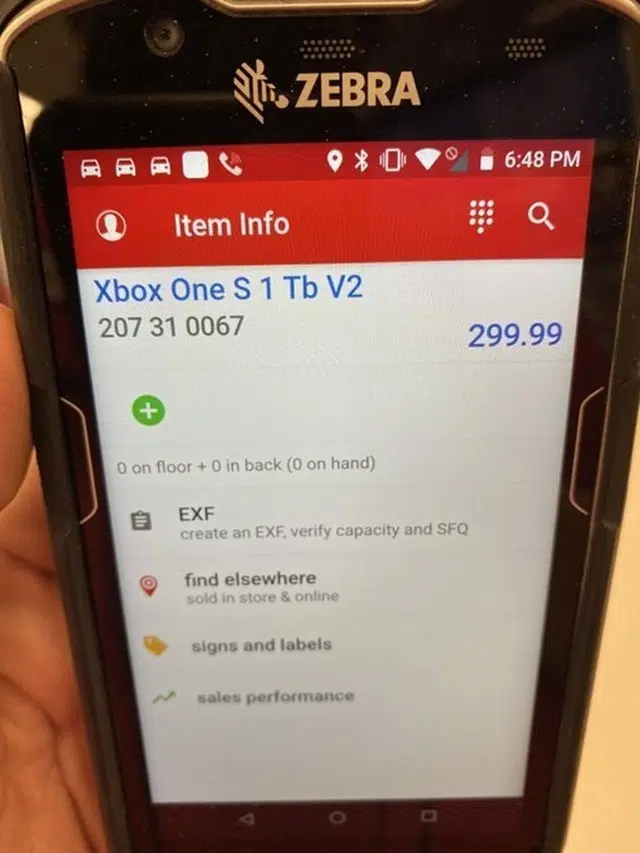 ZEBRA
6:48 PM
Item Info
Xbox One S 1 Tb V2
207 31 0067
299.99
0 on floor + 0 in back (0 on hand)
EXF
create an EXF, verify capacity and SFQ
find elsewhere
sold in store & online
signs and labels
sales performance